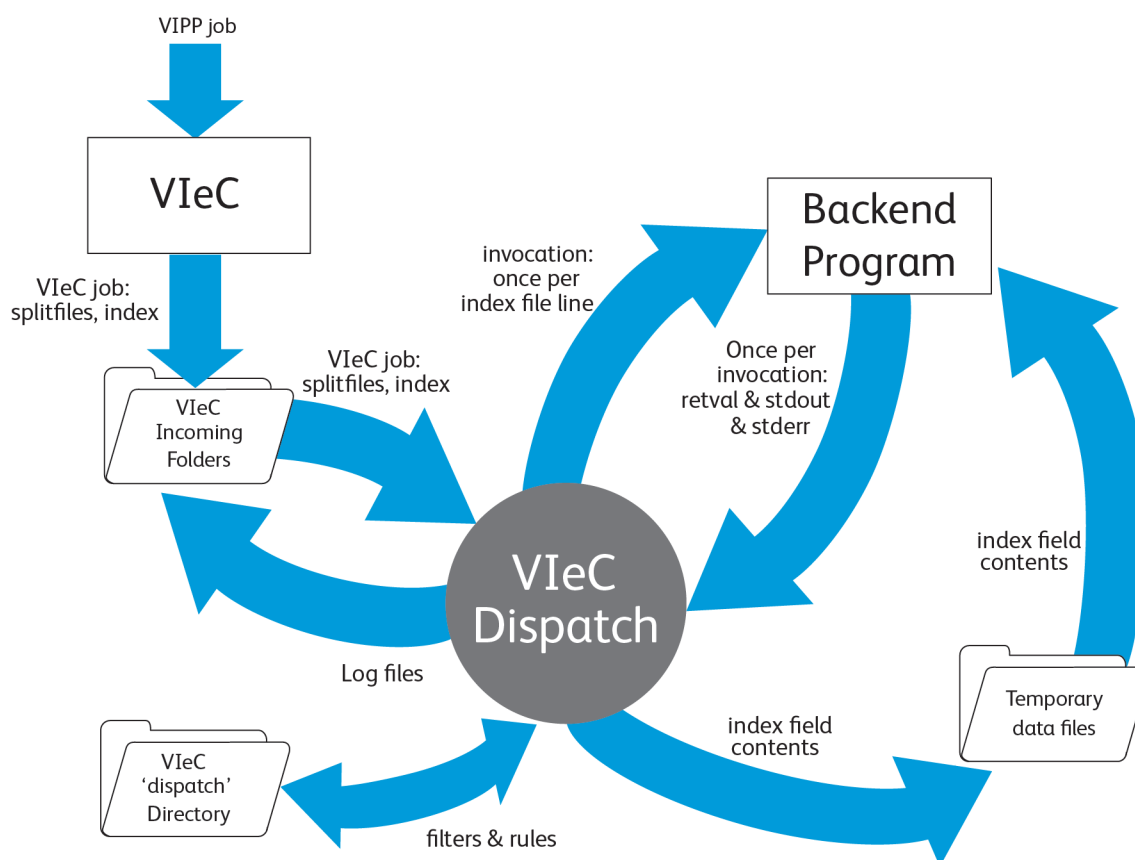 VIPP job
VIeC
VIeC job:
splitfiles, index
VIeC
Incoming
Folders
VIeC job:
splitfiles, index
invocation:
once per
index file line
Backend
Program
Once per
invocation:
retval & stdout
& stderr
VIeC
Dispatch
Log files
index field
contents
Temporary
data files
index field
contents
VIeC
‘dispatch’
Directory
filters & rules